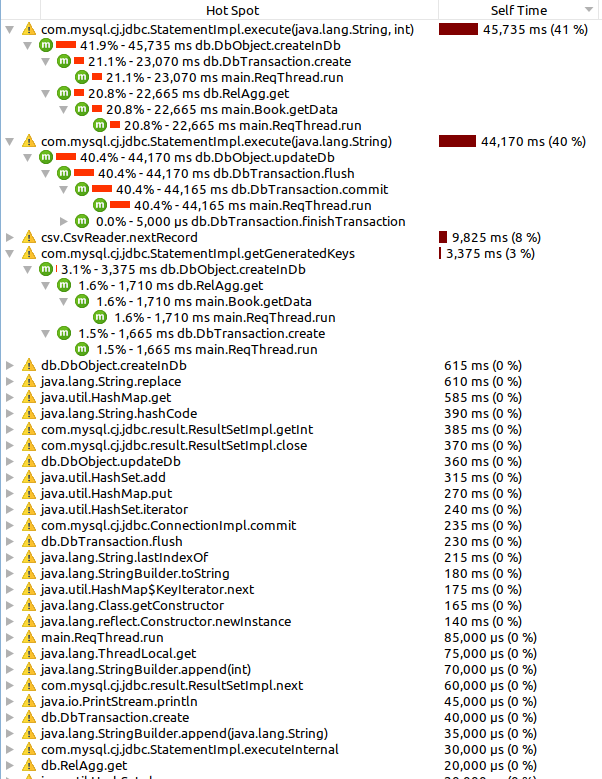 Hot Spot Self Time
com.mysql.cj.jdbc.StatementImpl.execute(java.lang.String, int) 45,735 ms (41 %)
41.9% - 45,735 ms db.DbObject.createInDb
21.1% - 23,070 ms db.DbTransaction.create
21.1% - 23,070 ms main.ReqThread.run
20.8% - 22,665 ms db.RelAgg.get
20.8% - 22,665 ms main.Book.getData
20.8% - 22,665 ms main.ReqThread.run
com.mysql.cj.jdbc.StatementImpl.execute(java.lang.String) 44,170 ms (40 %)
40.4% - 44,170 ms db.DbObject.updateDb
40.4% - 44,170 ms db.DbTransaction.flush
40.4% - 44,165 ms db.DbTransaction.commit
40.4% - 44,165 ms main.ReqThread.run
0.0% - 5,000 µs db.DbTransaction.finishTransaction
csv.CsvReader.nextRecord 9,825 ms (8 %)
com.mysql.cj.jdbc.StatementImpl.getGeneratedKeys 3,375 ms (3 %)
3.1% - 3,375 ms db.DbObject.createInDb
1.6% - 1,710 ms db.RelAgg.get
1.6% - 1,710 ms main.Book.getData
1.6% - 1,710 ms main.ReqThread.run
1.5% - 1,665 ms db.DbTransaction.create
1.5% - 1,665 ms main.ReqThread.run
db.DbObject.createInDb 615 ms (0 %)
java.lang.String.replace 610 ms (0 %)
java.util.HashMap.get 585 ms (0 %)
java.lang.String.hashCode 390 ms (0 %)
com.mysql.cj.jdbc.result.ResultSetImpl.getInt 385 ms (0 %)
com.mysql.cj.jdbc.result.ResultSetImpl.close 370 ms (0 %)
db.DbObject.updateDb 360 ms (0 %)
java.util.HashSet.add 315 ms (0 %)
java.util.HashMap.put 270 ms (0 %)
java.util.HashSet.iterator 240 ms (0 %)
com.mysql.cj.jdbc.ConnectionImpl.commit 235 ms (0 %)
db.DbTransaction.flush 230 ms (0 %)
java.lang.String.lastIndexOf 215 ms (0 %)
java.lang.StringBuilder.toString 180 ms (0 %)
java.util.HashMap$KeyIterator.next 175 ms (0 %)
java.lang.Class.getConstructor 165 ms (0 %)
java.lang.reflect.Constructor.newInstance 140 ms (0 %)
main.ReqThread.run 85,000 µs (0 %)
java.lang.ThreadLocal.get 75,000 µs (0 %)
java.lang.StringBuilder.append(int) 70,000 µs (0 %)
com.mysql.cj.jdbc.result.ResultSetImpl.next 60,000 µs (0 %)
java.io.PrintStream.println 45,000 µs (0 %)
db.DbTransaction.create 40,000 µs (0 %)
java.lang.StringBuilder.append(java.lang.String) 35,000 µs (0 %)
com.mysql.cj.jdbc.StatementImpl.executeInternal 30,000 µs (0 %)
db.RelAgg.get 20,000 µs (0 %)